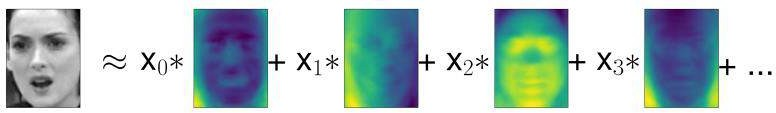 ≈ x₀* + x₁* + x₂* + x₃* + ...